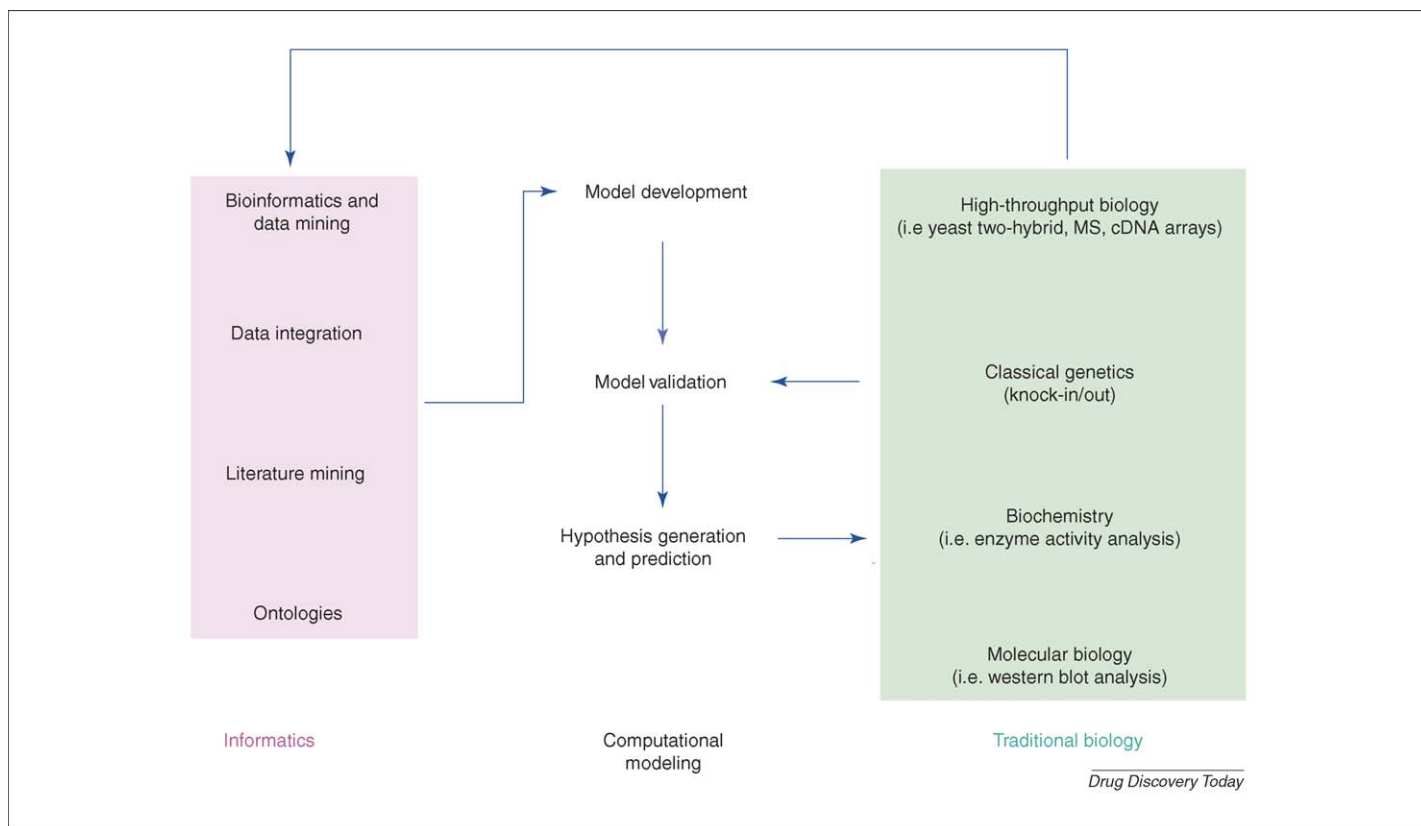 Bioinformatics and
data mining
Data integration
Literature mining
Ontologies
Informatics
Model development
Model validation
Hypothesis generation
and prediction
Computational
modeling
High-throughput biology
(i.e yeast two-hybrid, MS, cDNA arrays)
Classical genetics
(knock-in/out)
Biochemistry
(i.e. enzyme activity analysis)
Molecular biology
(i.e. western blot analysis)
Traditional biology
Drug Discovery Today